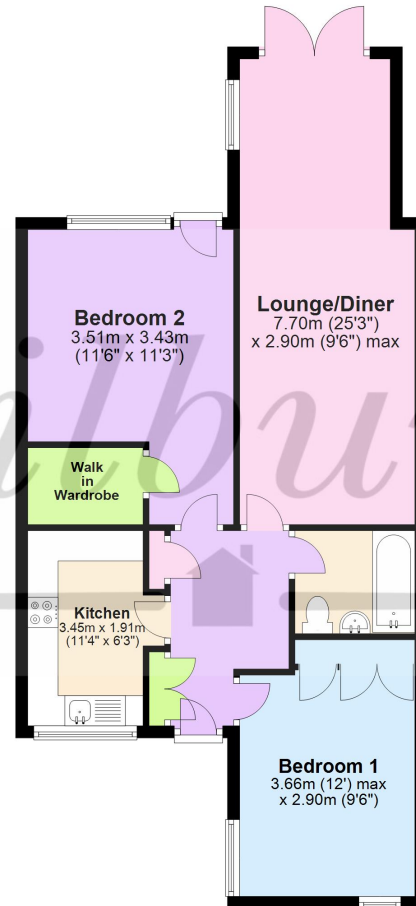 Bedroom 2
3.51m x 3.43m
(11'6" x 11'3")
Lounge/Diner
7.70m (25'3")
x 2.90m (9'6") max
Walk
in
Wardrobe
Kitchen
3.45m x 1.91m
(11'4" x 6'3")
Bedroom 1
3.66m (12') max
x 2.90m (9'6")